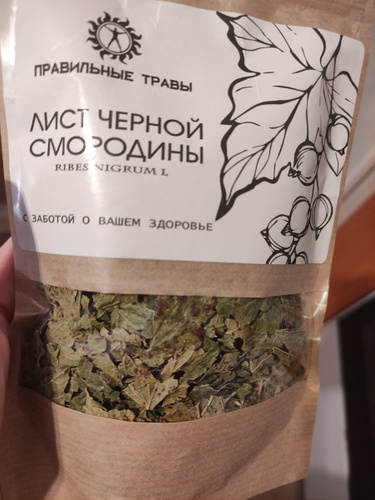 ПРАВИЛЬНЫЕ ТРАВЫ
ЛИСТ ЧЕРНОЙ
СМОРОДИНЫ
RIBES NIGRUM L
С ЗАБОТОЙ О ВАШЕМ ЗДОРОВЬЕ